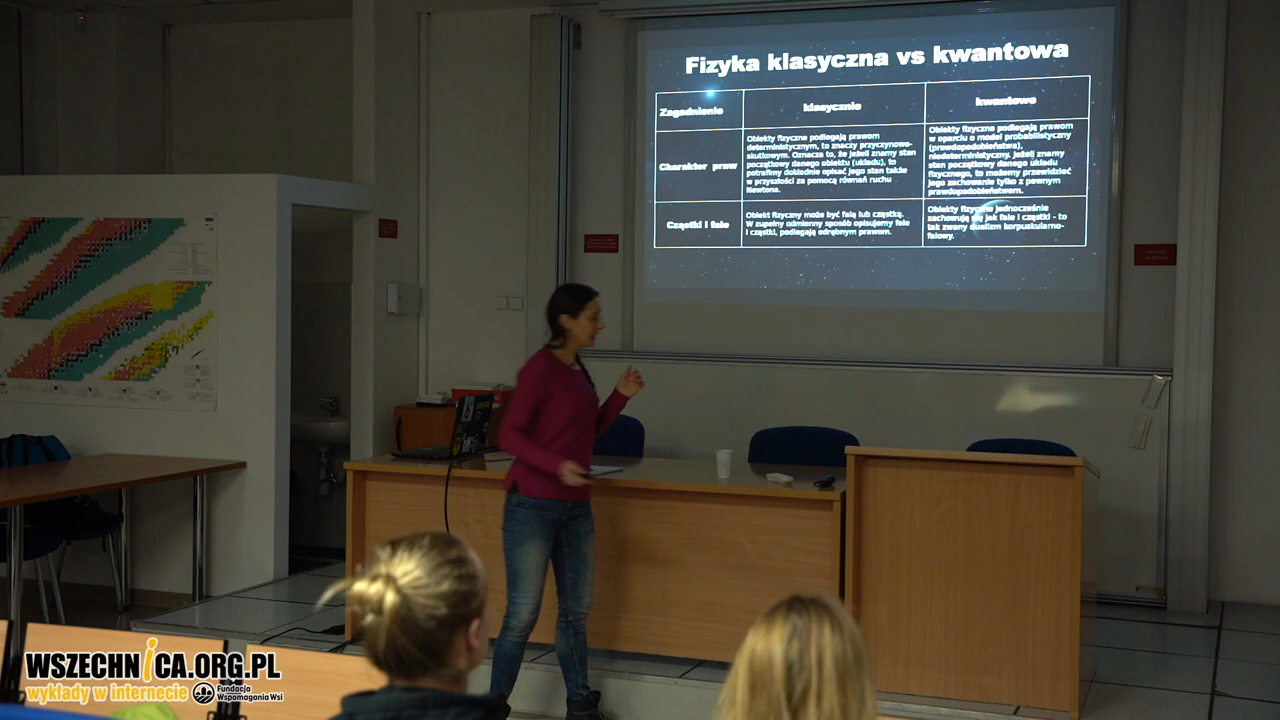 Fizyka klasyczna vs kwantowa
Zagadnienie
klasycznie
kwantowo
Charakter praw
Obiekty fizyczne podlegają prawom
deterministycznym, to znaczy przyczynowo-
skutkowym. Oznacza to, że jeżeli znamy stan
początkowy danego obiektu (układu), to
potrafimy dokładnie opisać jego stan także
w przyszłości za pomocą równań ruchu
Newtona.
Obiekty fizyczne podlegają prawom
w oparciu o model probabilistyczny
(prawdopodobieństwa),
niedeterministyczny. Jeżeli znamy
stan początkowy danego układu
fizycznego, to możemy przewidzieć
jego zachowanie tylko z pewnym
prawdopodobieństwem.
Cząstki i fale
Obiekt fizyczny może być falą lub cząstką.
W zupełny odmienny sposób opisujemy fale
i cząstki, podlegają odrębnym prawom.
Obiekty fizyczne jednocześnie
zachowują się jak fale i cząstki - to
tak zwany dualizm korpuskularno-
falowy.
WSZECHNICA.ORG.PL
wykłady w internecie
Fundacja
Wspomagania Wsi